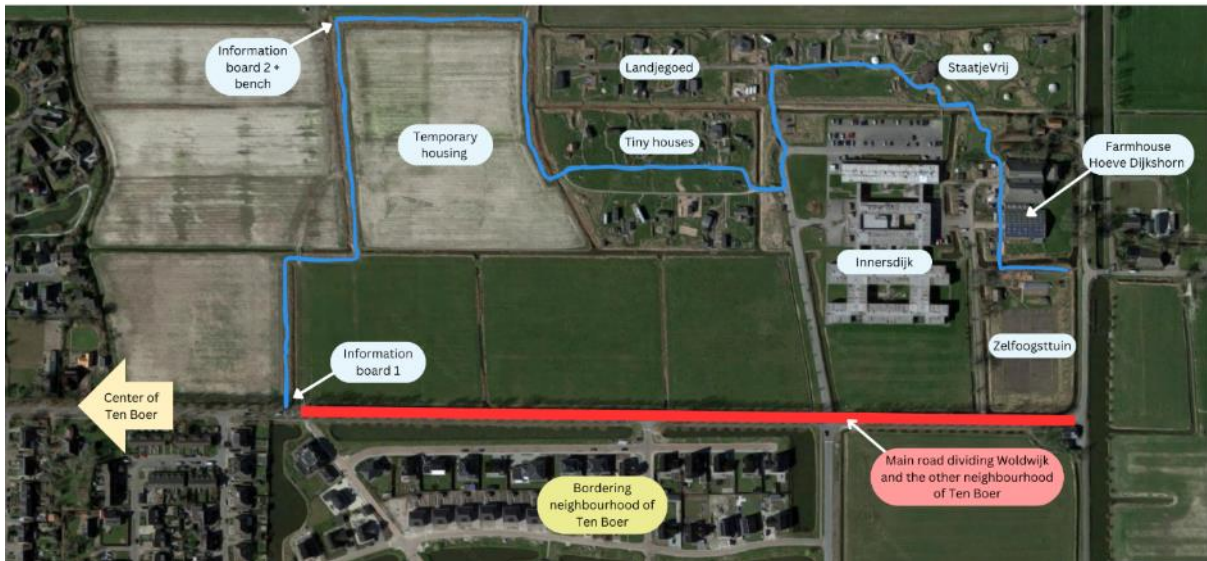 Information
board 2 +
bench
Landjegoed
StaatjeVrij
Temporary
housing
Tiny houses
Farmhouse
Hoeve Dijkshorn
Innersdijk
Zelfoogsttuin
Information
board 1
Center of
Ten Boer
Main road dividing Woldwijk
and the other neighbourhood
of Ten Boer
Bordering
neighbourhood of
Ten Boer